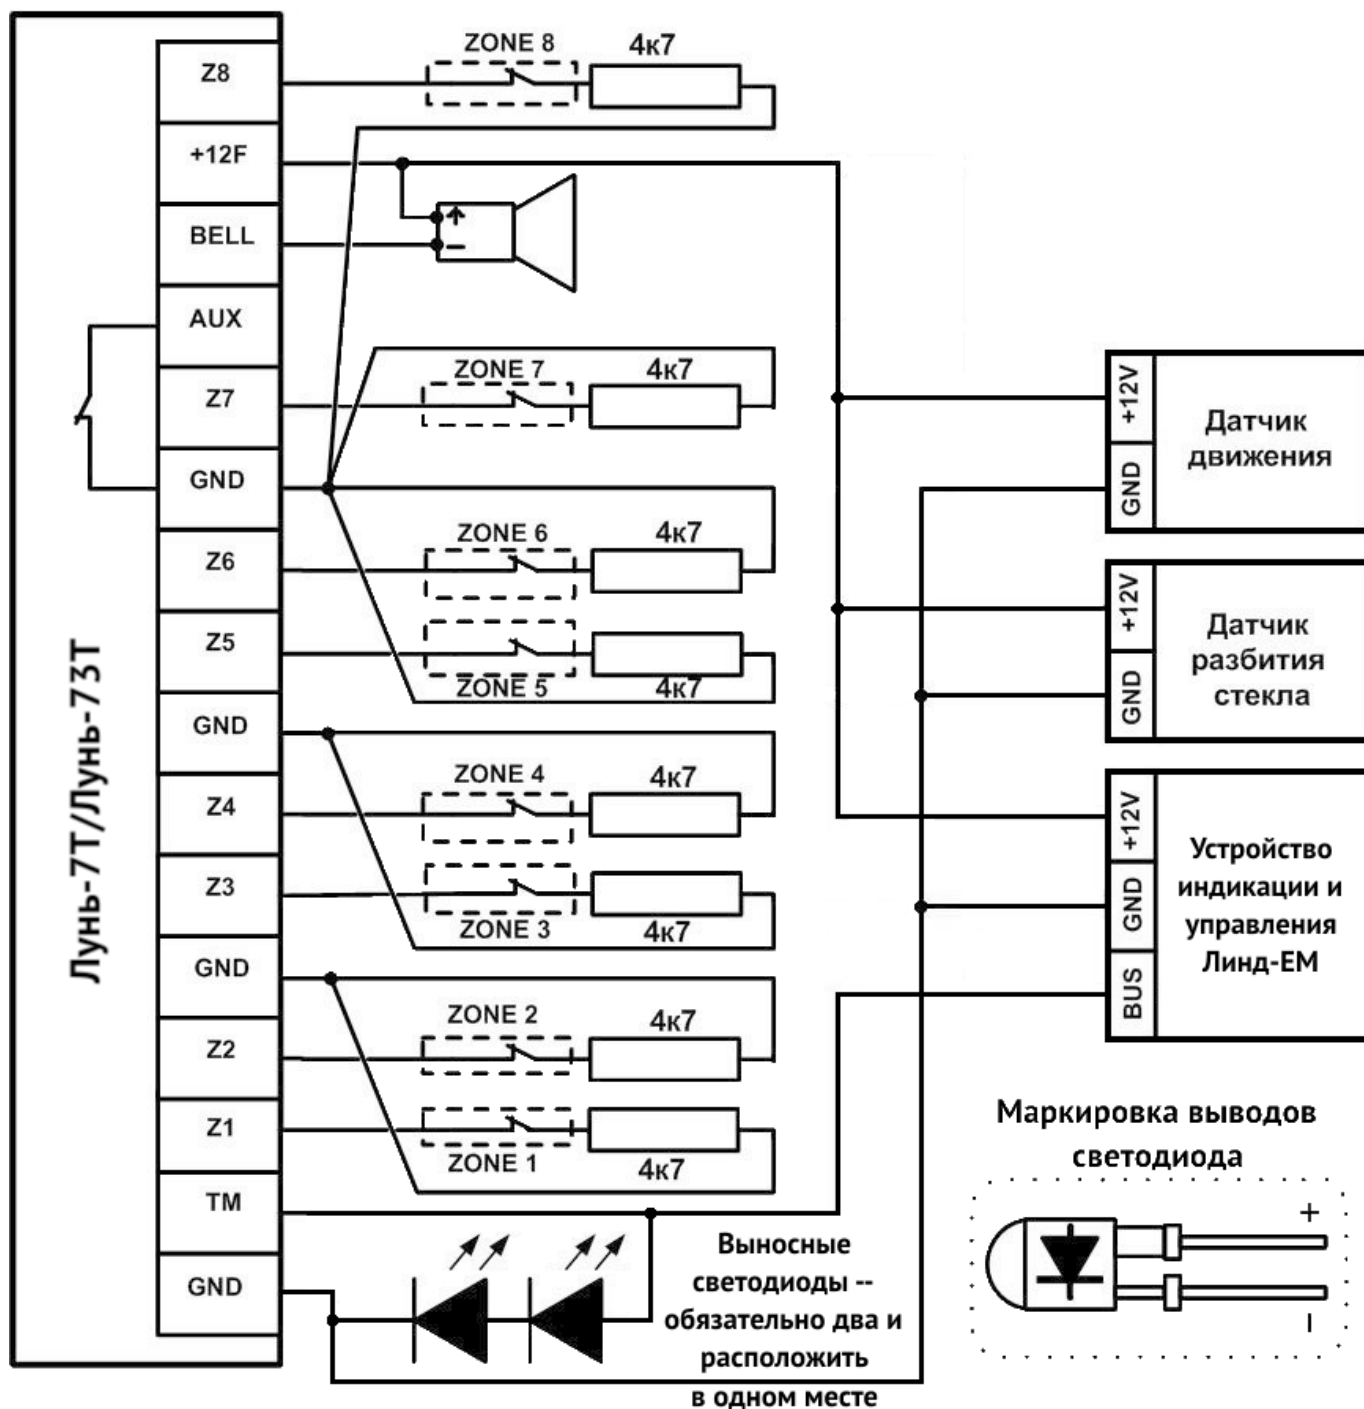 Лунь-7Т/Лунь-73Т
Z8
+12F
BELL
AUX
Z7
GND
Z6
Z5
GND
Z4
Z3
GND
Z2
Z1
TM
GND
ZONE 8
4к7
ZONE 7
4к7
ZONE 6
4к7
ZONE 5
4к7
ZONE 4
4к7
ZONE 3
4к7
ZONE 2
4к7
ZONE 1
4к7
+12V
GND
Датчик
движения
+12V
GND
Датчик
разбития
стекла
+12V
GND
BUS
Устройство
индикации и
управления
Линд-ЕМ
Выносные
светодиоды --
обязательно два и
расположить
в одном месте
Маркировка выводов
светодиода
+
–